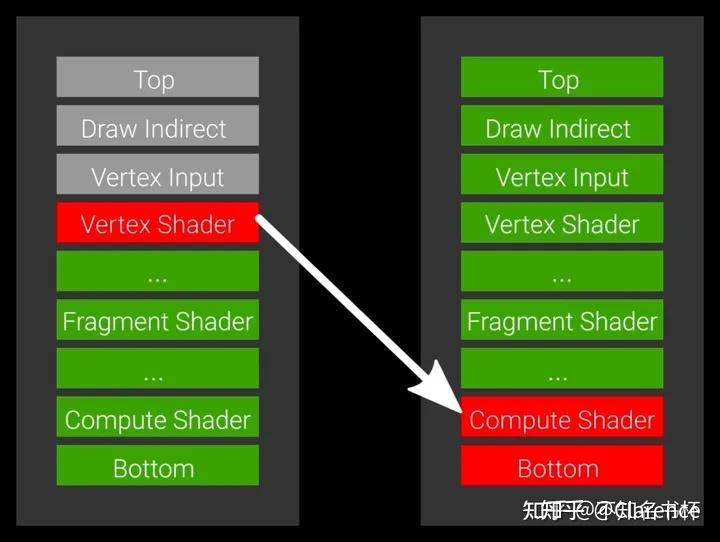 Top
Draw Indirect
Vertex Input
Vertex Shader
...
Fragment Shader
...
Compute Shader
Bottom
Top
Draw Indirect
Vertex Input
Vertex Shader
...
Fragment Shader
...
Compute Shader
Bottom
知乎 @Clarence